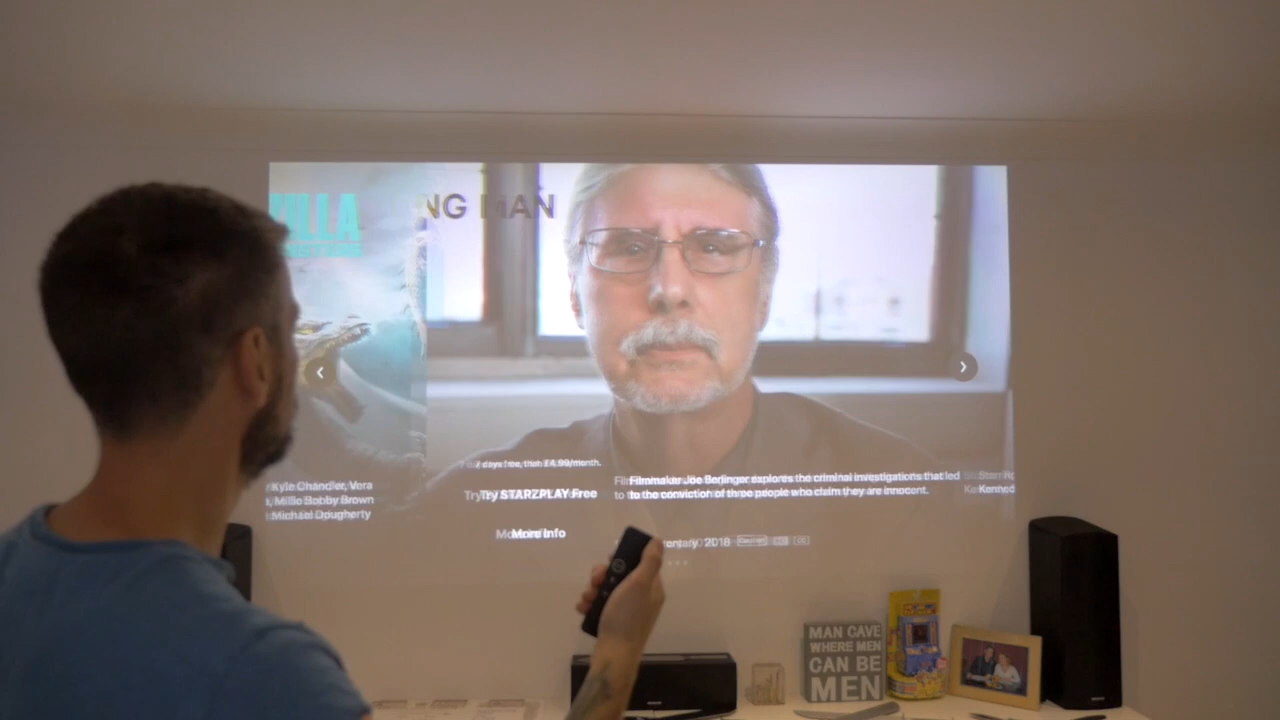 ZILLA
NG MAN
7 days free, then £4.99/month.
Try STARZPLAY Free
More Info
Filmmaker Joe Berlinger explores the criminal investigations that led
to the conviction of three people who claim they are innocent.
entary 2018
Kyle Chandler, Vera
, Millie Bobby Brown
Michael Dougherty
MAN CAVE
WHERE MEN
CAN BE
MEN